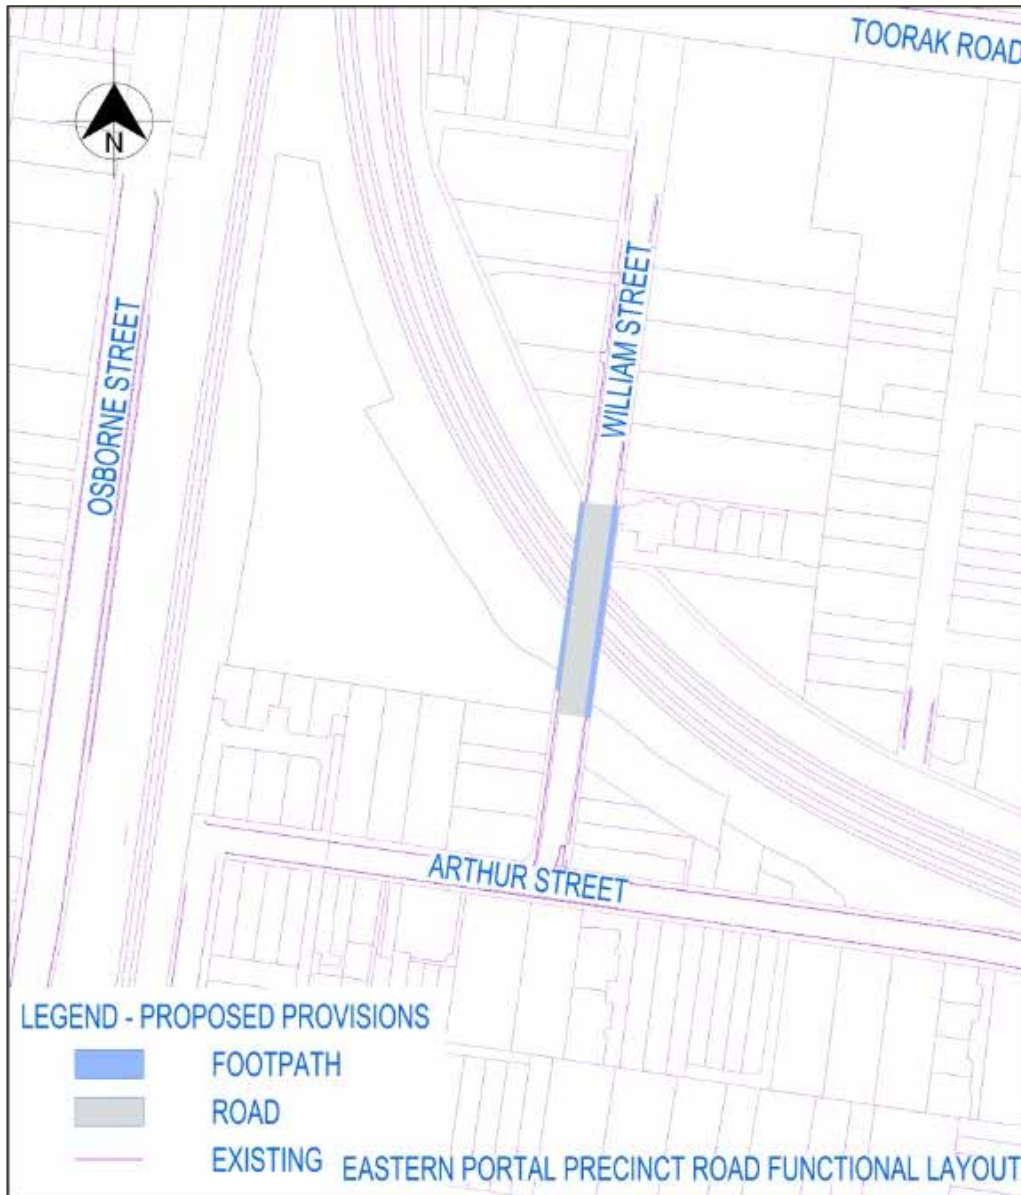 TOORAK ROAD
N
WILLIAM STREET
OSBORNE STREET
ARTHUR STREET
LEGEND - PROPOSED PROVISIONS
FOOTPATH
ROAD
EXISTING
EASTERN PORTAL PRECINCT ROAD FUNCTIONAL LAYOUT